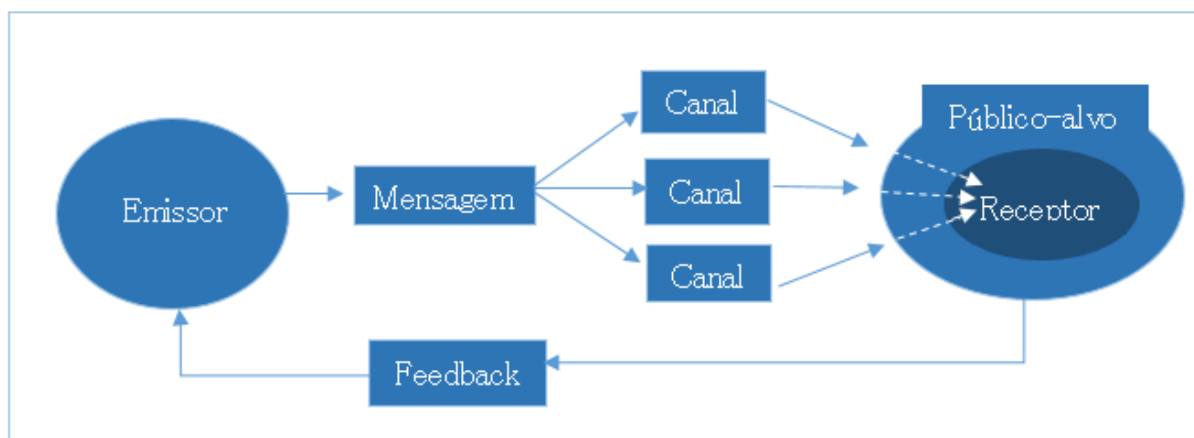 Emissor
Mensagem
Canal
Canal
Canal
Público-alvo
Receptor
Feedback